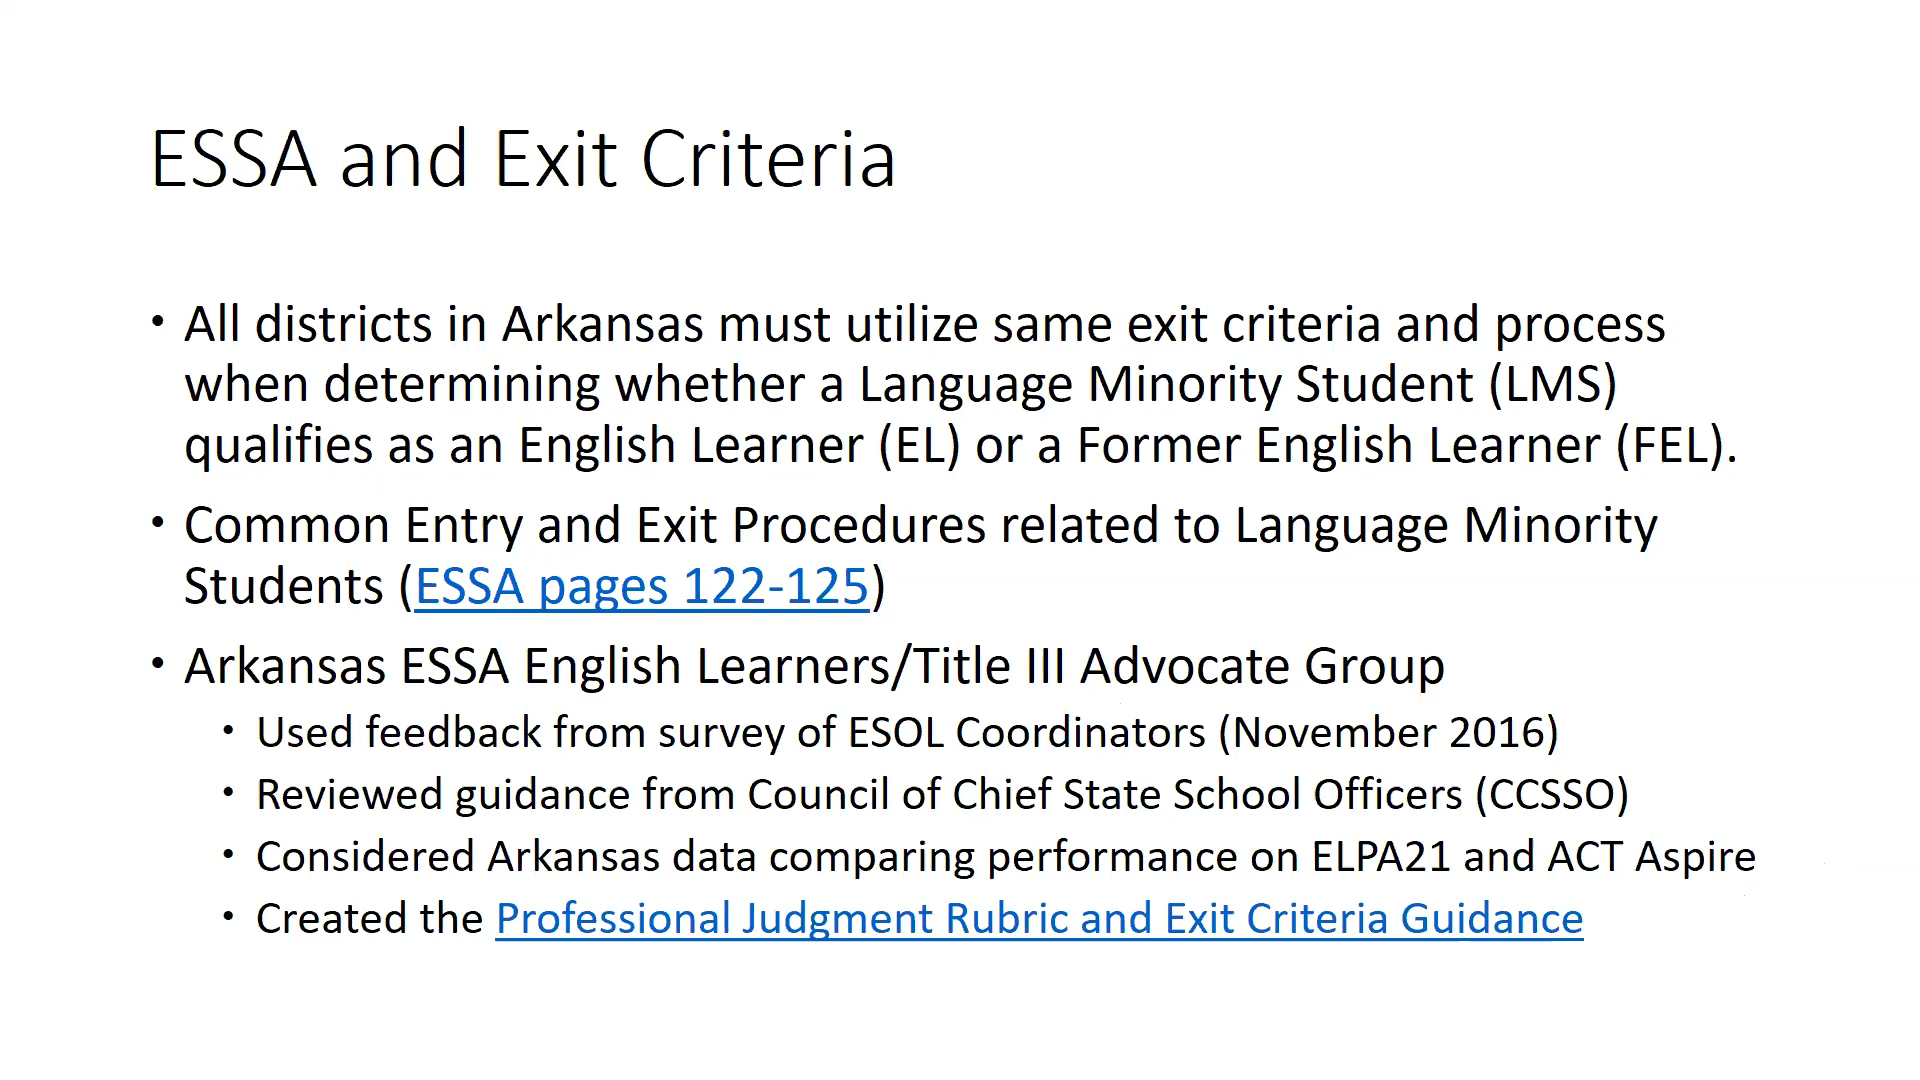 ESSA and Exit Criteria
• All districts in Arkansas must utilize same exit criteria and process
when determining whether a Language Minority Student (LMS)
qualifies as an English Learner (EL) or a Former English Learner (FEL).
• Common Entry and Exit Procedures related to Language Minority
Students (ESSA pages 122-125)
• Arkansas ESSA English Learners/Title III Advocate Group
• Used feedback from survey of ESOL Coordinators (November 2016)
• Reviewed guidance from Council of Chief State School Officers (CCSSO)
• Considered Arkansas data comparing performance on ELPA21 and ACT Aspire
• Created the Professional Judgment Rubric and Exit Criteria Guidance